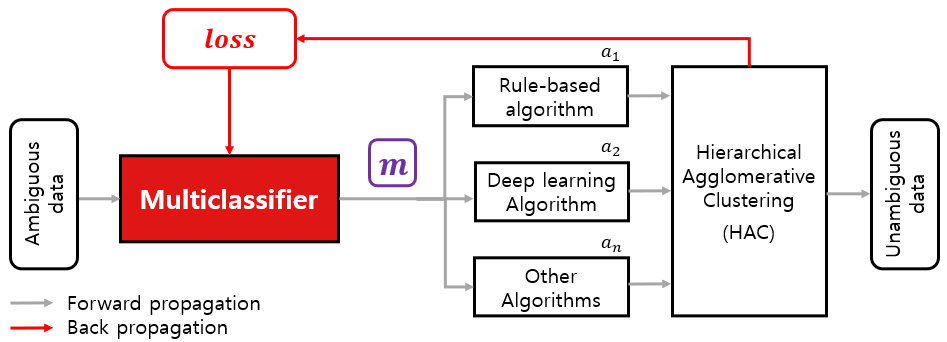 loss
Ambiguous
data
Multiclassifier
m
a1
Rule-based
algorithm
a2
Deep learning
Algorithm
an
Other
Algorithms
Hierarchical
Agglomerative
Clustering
(HAC)
Unambiguous
data
Forward propagation
Back propagation